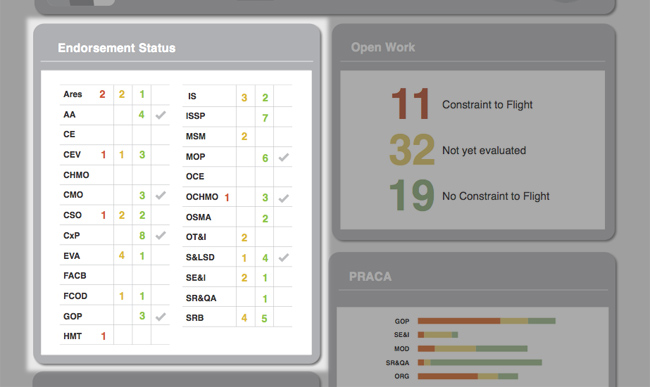 Endorsement Status
Ares 2 2 1
AA 4
CE
CEV 1 1 3
CHMO
CMO 3
CSO 1 2 2
CxP 8
EVA 4 1
FACB
FCOD 1 1
GOP 3
HMT 1
IS 3 2
ISSP 7
MSM 2
MOP 6
OCE
OCHMO 1 3
OSMA 2
OT&I 2
S&LSD 1 4
SE&I 2 1
SR&QA 1
SRB 4 5
Open Work
11 Constraint to Flight
32 Not yet evaluated
19 No Constraint to Flight
PRACA
GOP
SE&I
MOD
SR&QA
ORG